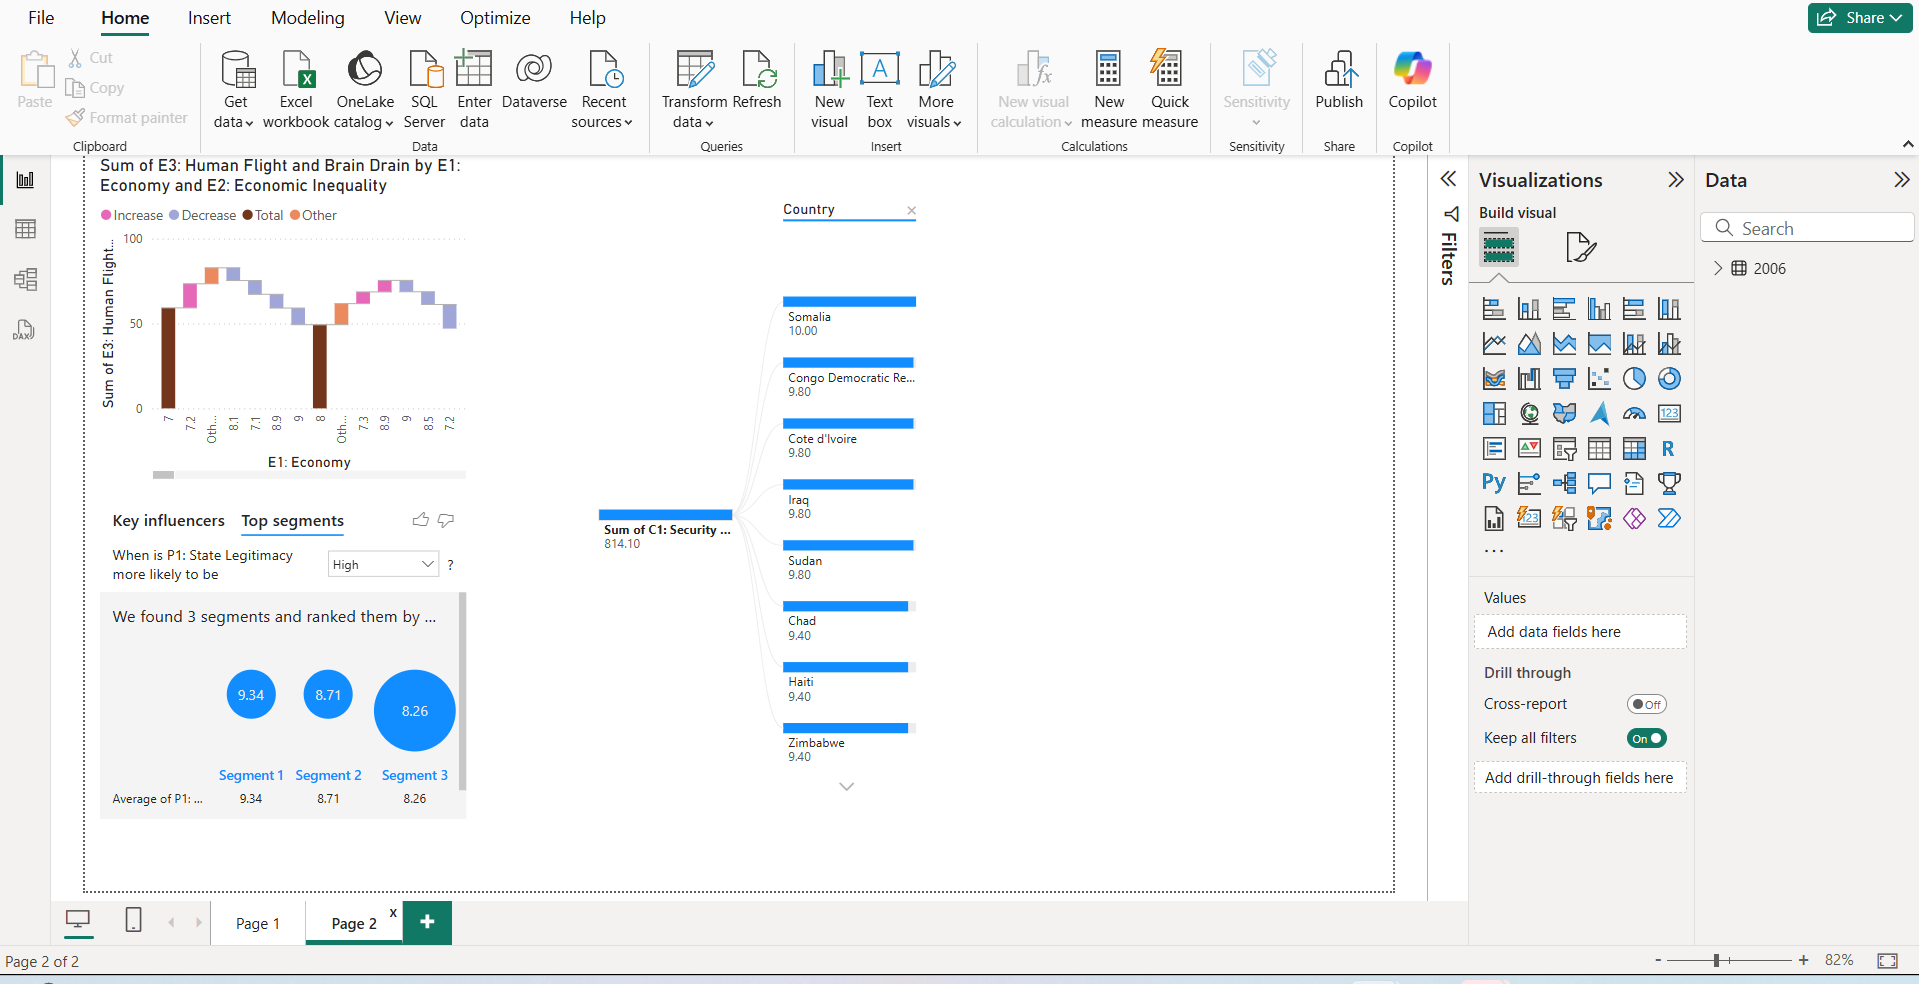 File
Home
Insert
Modeling
View
Optimize
Help
Share
Paste
Cut
Copy
Format painter
Clipboard
Get data
Excel workbook
OneLake catalog
SQL Server
Enter data
Dataverse
Recent sources
Data
Transform data
Refresh
Queries
New visual
A
Text box
More visuals
Insert
New visual calculation
New measure
Quick measure
Calculations
Sensitivity
Sensitivity
Publish
Share
Copilot
Copilot
Sum of E3: Human Flight and Brain Drain by E1:
Economy and E2: Economic Inequality
Increase
Decrease
Total
Other
Sum of E3: Human Flight...
100
50
0
7
7.2
Oth...
8.1
7.1
8.9
9
8
Oth...
7.3
8.9
9
8.5
7.2
E1: Economy
Key influencers
Top segments
When is P1: State Legitimacy
more likely to be
High
?
We found 3 segments and ranked them by ...
9.34
8.71
8.26
Segment 1
Segment 2
Segment 3
Average of P1: ...
9.34
8.71
8.26
Country
Sum of C1: Security ...
814.10
Somalia
10.00
Congo Democratic Re...
9.80
Cote d'Ivoire
9.80
Iraq
9.80
Sudan
9.80
Chad
9.40
Haiti
9.40
Zimbabwe
9.40
Filters
Visualizations
Build visual
123
R
Py
123
...
Values
Add data fields here
Drill through
Cross-report
Off
Keep all filters
On
Add drill-through fields here
Data
Search
2006
DAX
Page 1
Page 2
x
+
Page 2 of 2
-
+
82%